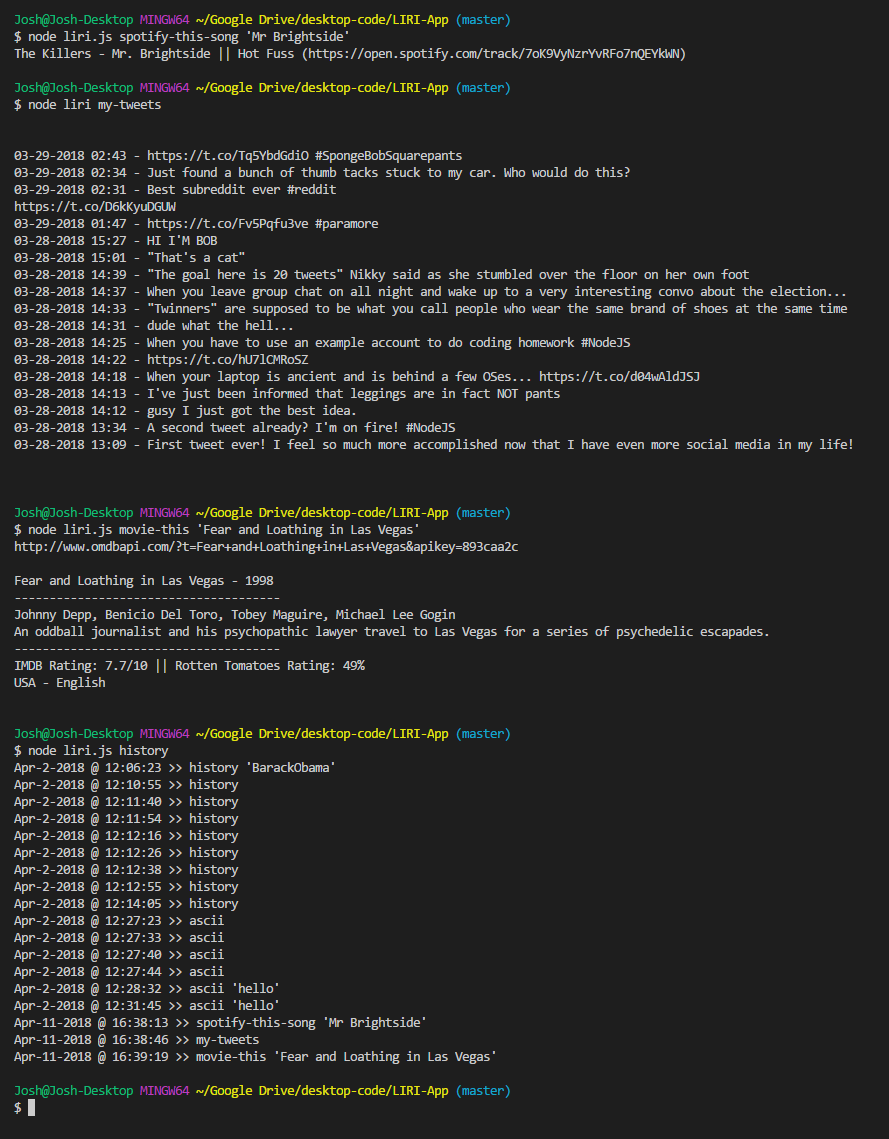 Josh@Josh-Desktop MINGW64 ~/Google Drive/desktop-code/LIRI-App (master)
$ node liri.js spotify-this-song 'Mr Brightside'
The Killers - Mr. Brightside || Hot Fuss (https://open.spotify.com/track/7oK9VyNzrYvRFo7nQEYkWN)
Josh@Josh-Desktop MINGW64 ~/Google Drive/desktop-code/LIRI-App (master)
$ node liri my-tweets
03-29-2018 02:43 - https://t.co/Tq5YbdGdiO #SpongeBobSquarepants
03-29-2018 02:34 - Just found a bunch of thumb tacks stuck to my car. Who would do this?
03-29-2018 02:31 - Best subreddit ever #reddit
https://t.co/D6kKyuDGUW
03-29-2018 01:47 - https://t.co/Fv5Pqfu3ve #paramore
03-28-2018 15:27 - HI I'M BOB
03-28-2018 15:01 - "That's a cat"
03-28-2018 14:39 - "The goal here is 20 tweets" Nikky said as she stumbled over the floor on her own foot
03-28-2018 14:37 - When you leave group chat on all night and wake up to a very interesting convo about the election...
03-28-2018 14:33 - "Twinners" are supposed to be what you call people who wear the same brand of shoes at the same time
03-28-2018 14:31 - dude what the hell...
03-28-2018 14:25 - When you have to use an example account to do coding homework #NodeJS
03-28-2018 14:22 - https://t.co/hU7lCMRoSZ
03-28-2018 14:18 - When your laptop is ancient and is behind a few OSes... https://t.co/d04wAldJSJ
03-28-2018 14:13 - I've just been informed that leggings are in fact NOT pants
03-28-2018 14:12 - gusy I just got the best idea.
03-28-2018 13:34 - A second tweet already? I'm on fire! #NodeJS
03-28-2018 13:09 - First tweet ever! I feel so much more accomplished now that I have even more social media in my life!
Josh@Josh-Desktop MINGW64 ~/Google Drive/desktop-code/LIRI-App (master)
$ node liri.js movie-this 'Fear and Loathing in Las Vegas'
http://www.omdbapi.com/?t=Fear+and+Loathing+in+Las+Vegas&apikey=893caa2c
Fear and Loathing in Las Vegas - 1998
--------------------------------------
Johnny Depp, Benicio Del Toro, Tobey Maguire, Michael Lee Gogin
An oddball journalist and his psychopathic lawyer travel to Las Vegas for a series of psychedelic escapades.
--------------------------------------
IMDB Rating: 7.7/10 || Rotten Tomatoes Rating: 49%
USA - English
Josh@Josh-Desktop MINGW64 ~/Google Drive/desktop-code/LIRI-App (master)
$ node liri.js history
Apr-2-2018 @ 12:06:23 >> history 'BarackObama'
Apr-2-2018 @ 12:10:55 >> history
Apr-2-2018 @ 12:11:40 >> history
Apr-2-2018 @ 12:11:54 >> history
Apr-2-2018 @ 12:12:16 >> history
Apr-2-2018 @ 12:12:26 >> history
Apr-2-2018 @ 12:12:38 >> history
Apr-2-2018 @ 12:12:55 >> history
Apr-2-2018 @ 12:14:05 >> history
Apr-2-2018 @ 12:27:23 >> ascii
Apr-2-2018 @ 12:27:33 >> ascii
Apr-2-2018 @ 12:27:40 >> ascii
Apr-2-2018 @ 12:27:44 >> ascii
Apr-2-2018 @ 12:28:32 >> ascii 'hello'
Apr-2-2018 @ 12:31:45 >> ascii 'hello'
Apr-11-2018 @ 16:38:13 >> spotify-this-song 'Mr Brightside'
Apr-11-2018 @ 16:38:46 >> my-tweets
Apr-11-2018 @ 16:39:19 >> movie-this 'Fear and Loathing in Las Vegas'
Josh@Josh-Desktop MINGW64 ~/Google Drive/desktop-code/LIRI-App (master)
$